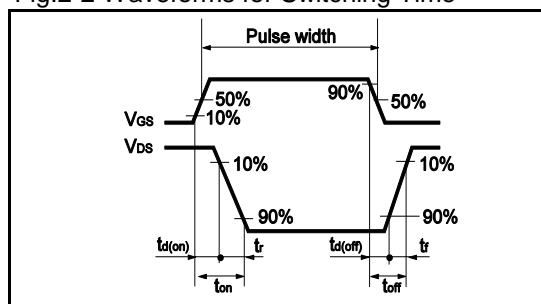 Fig.2-2 Waveforms for Switching Time
Pulse width
90%
50%
50%
VGS
10%
VDS
10%
10%
90%
90%
td(on)
tr
td(off)
tf
ton
toff